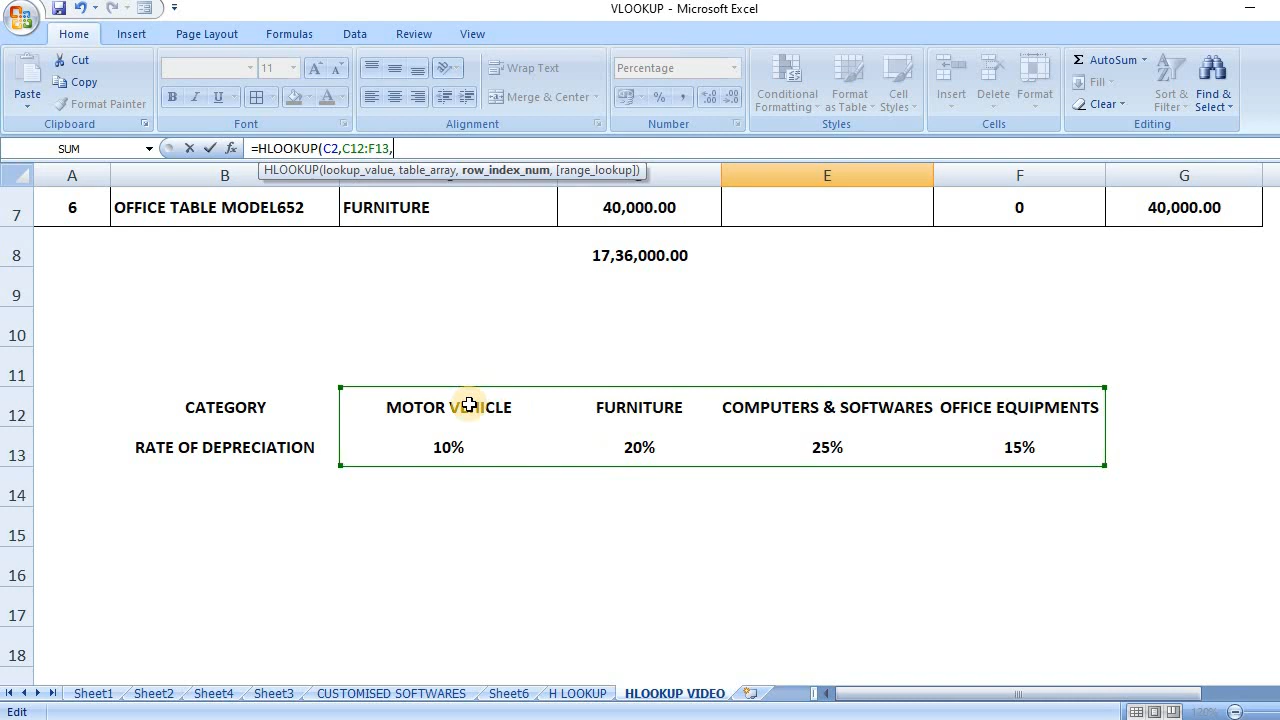 VLOOKUP - Microsoft Excel
Home Insert Page Layout Formulas Data Review View
Paste Cut Copy Format Painter Clipboard
11 A A B I U A Font
Wrap Text Merge & Center Alignment
Percentage % , Number
Conditional Formatting Format as Table Cell Styles Styles
Insert Delete Format Cells
Σ AutoSum Fill Clear Sort & Filter Find & Select Editing
SUM fx =HLOOKUP(C2,C12:F13,
HLOOKUP(lookup_value, table_array, row_index_num, [range_lookup])
A B E F G
7 6 OFFICE TABLE MODEL652 FURNITURE 40,000.00 0 40,000.00
8 17,36,000.00
9
10
11
12 CATEGORY MOTOR VEHICLE FURNITURE COMPUTERS & SOFTWARES OFFICE EQUIPMENTS
13 RATE OF DEPRECIATION 10% 20% 25% 15%
14
15
16
17
18
Sheet1 Sheet2 Sheet4 Sheet3 CUSTOMISED SOFTWARES Sheet6 H LOOKUP HLOOKUP VIDEO
Edit 120%